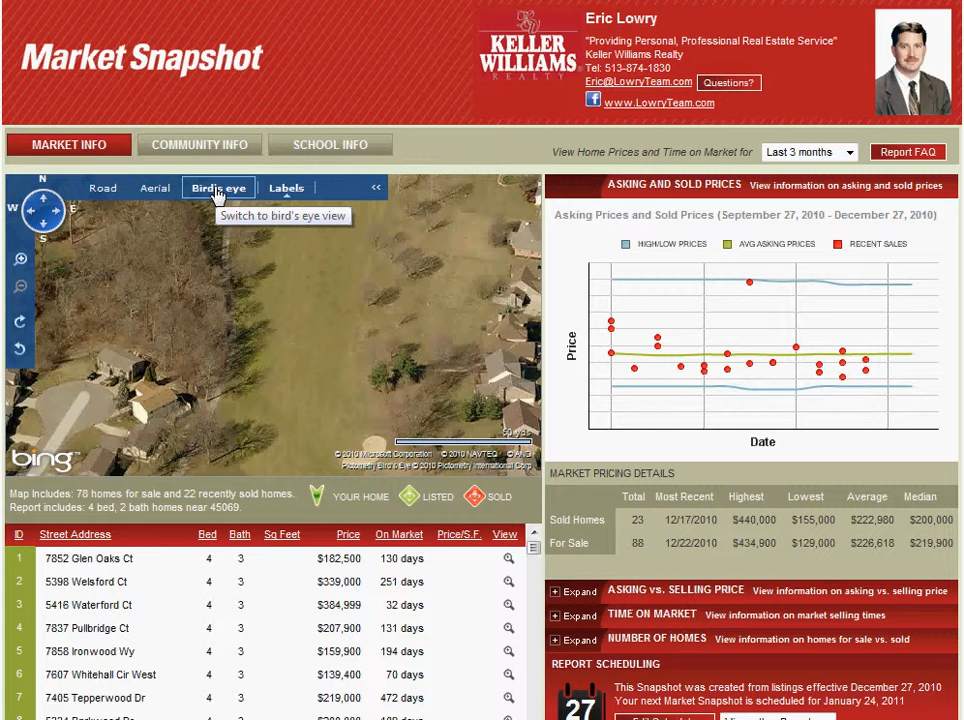 Market Snapshot
KELLER
WILLIAMS
REALTY
Eric Lowry
"Providing Personal, Professional Real Estate Service"
Keller Williams Realty
Tel: 513-874-1830
Eric@LowryTeam.com Questions?
www.LowryTeam.com
MARKET INFO COMMUNITY INFO SCHOOL INFO
View Home Prices and Time on Market for Last 3 months Report FAQ
N
W E
S
Road Aerial Bird's eye Labels <<
Switch to bird's eye view
50 yds
© 2010 Microsoft Corporation © 2010 NAVTEQ © AND
Pictometry Bird's Eye © 2010 Pictometry International Corp
bing
Map Includes: 78 homes for sale and 22 recently sold homes.
Report includes: 4 bed, 2 bath homes near 45069.
YOUR HOME LISTED SOLD
ID Street Address Bed Bath Sq Feet Price On Market Price/S.F. View
1 7852 Glen Oaks Ct 4 3 $182,500 130 days
2 5398 Welsford Ct 4 3 $339,000 251 days
3 5416 Waterford Ct 4 3 $384,999 32 days
4 7837 Pullbridge Ct 4 3 $207,900 131 days
5 7858 Ironwood Wy 4 3 $159,900 194 days
6 7607 Whitehall Cir West 4 3 $139,400 70 days
7 7405 Tepperwood Dr 4 3 $219,000 472 days
ASKING AND SOLD PRICES View information on asking and sold prices
Asking Prices and Sold Prices (September 27, 2010 - December 27, 2010)
HIGH/LOW PRICES AVG ASKING PRICES RECENT SALES
Price
Date
MARKET PRICING DETAILS
Total Most Recent Highest Lowest Average Median
Sold Homes 23 12/17/2010 $440,000 $155,000 $222,980 $200,000
For Sale 88 12/22/2010 $434,900 $129,000 $226,618 $219,900
+ Expand ASKING vs. SELLING PRICE View information on asking vs. selling price
+ Expand TIME ON MARKET View information on market selling times
+ Expand NUMBER OF HOMES View information on homes for sale vs. sold
REPORT SCHEDULING
27
This Snapshot was created from listings effective December 27, 2010
Your next Market Snapshot is scheduled for January 24, 2011